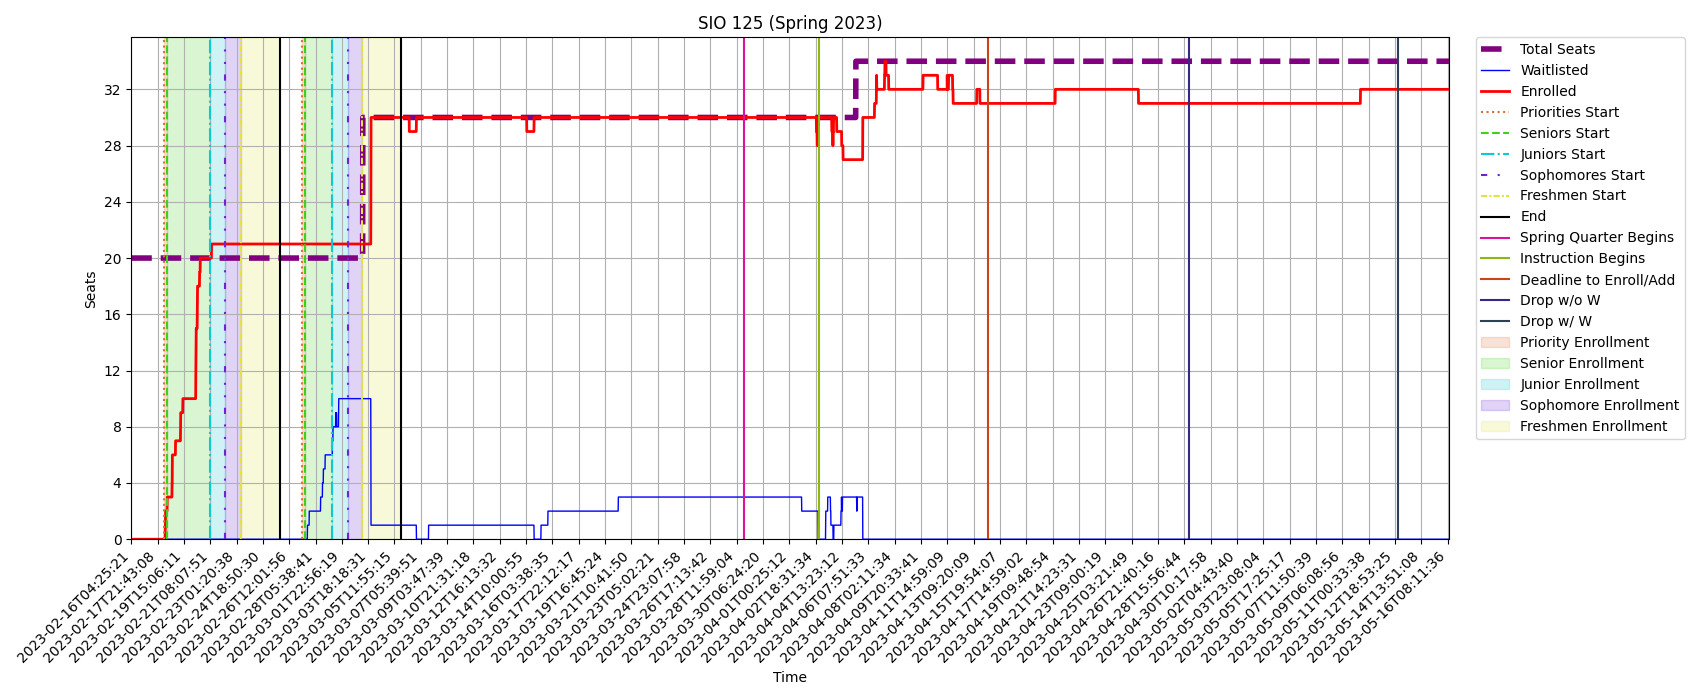 SIO 125 (Spring 2023)
Seats
32
28
24
20
16
12
8
4
0
2023-02-16T04:25:21
2023-02-17T21:43:08
2023-02-19T15:06:11
2023-02-21T08:07:51
2023-02-23T01:20:38
2023-02-24T18:50:30
2023-02-26T12:01:56
2023-02-28T05:38:41
2023-03-01T22:56:19
2023-03-03T18:18:31
2023-03-05T11:55:15
2023-03-07T05:39:51
2023-03-09T03:47:39
2023-03-10T21:31:18
2023-03-12T16:13:32
2023-03-14T10:00:55
2023-03-16T03:38:35
2023-03-17T22:12:17
2023-03-19T16:45:24
2023-03-21T10:41:50
2023-03-23T05:02:21
2023-03-24T23:07:58
2023-03-26T17:13:42
2023-03-28T11:59:04
2023-03-30T06:24:20
2023-04-01T00:25:12
2023-04-02T18:31:34
2023-04-04T13:23:12
2023-04-06T07:51:33
2023-04-08T02:11:34
2023-04-09T20:33:41
2023-04-11T14:59:09
2023-04-13T09:20:09
2023-04-15T19:54:07
2023-04-17T14:59:02
2023-04-19T09:48:54
2023-04-21T14:23:31
2023-04-23T09:00:19
2023-04-25T03:21:49
2023-04-26T21:40:16
2023-04-28T15:56:44
2023-04-30T10:17:58
2023-05-02T04:43:40
2023-05-03T23:08:04
2023-05-05T17:25:17
2023-05-07T11:50:39
2023-05-09T06:08:56
2023-05-11T00:33:38
2023-05-12T18:53:25
2023-05-14T13:51:08
2023-05-16T08:11:36
Time
Total Seats
Waitlisted
Enrolled
Priorities Start
Seniors Start
Juniors Start
Sophomores Start
Freshmen Start
End
Spring Quarter Begins
Instruction Begins
Deadline to Enroll/Add
Drop w/o W
Drop w/ W
Priority Enrollment
Senior Enrollment
Junior Enrollment
Sophomore Enrollment
Freshmen Enrollment